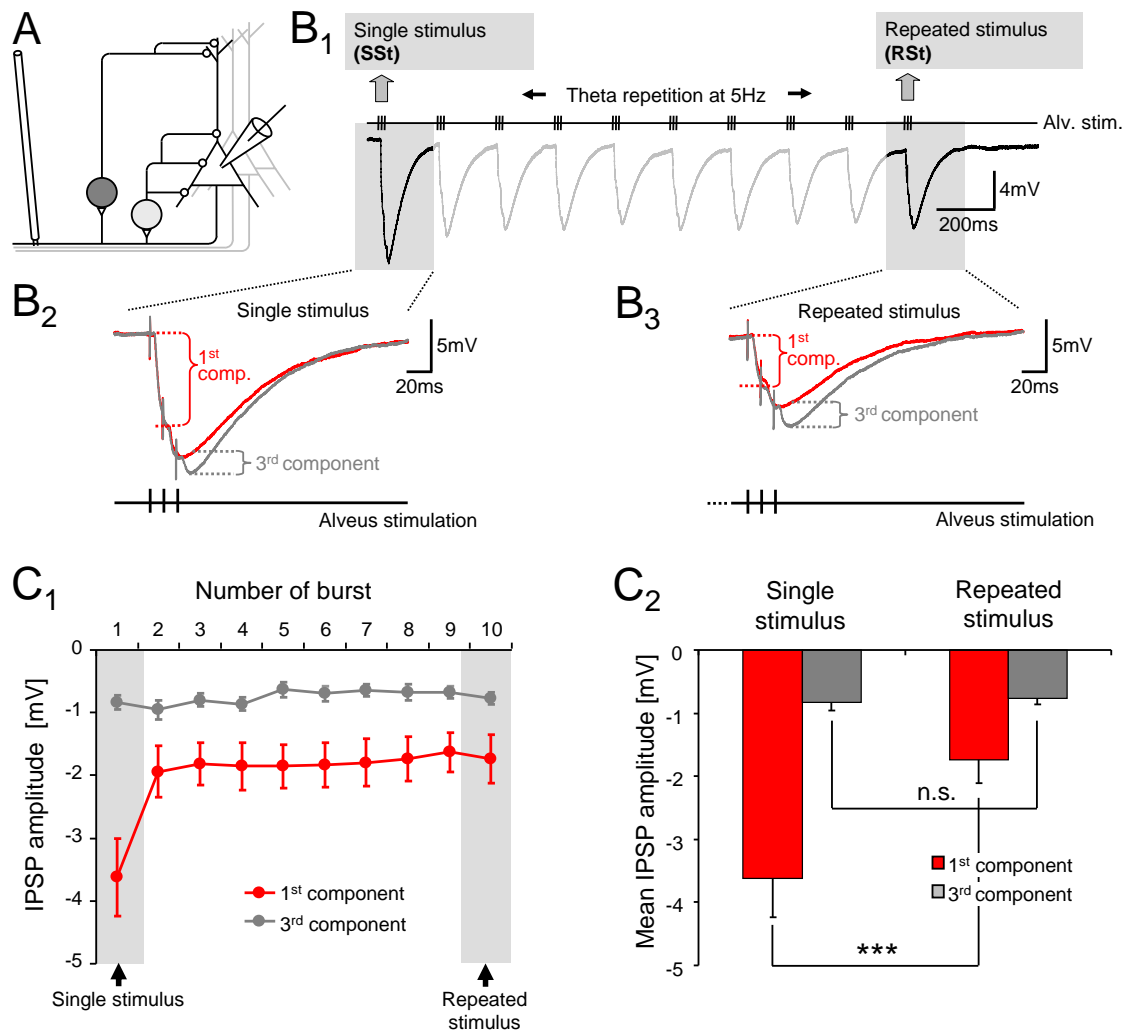 A
B1
Single stimulus
(SSt)
Repeated stimulus
(RSt)
Theta repetition at 5Hz
Alv. stim.
4mV
200ms
B2
Single stimulus
1st
comp.
5mV
20ms
3rd component
Alveus stimulation
B3
Repeated stimulus
1st
comp.
5mV
20ms
3rd component
Alveus stimulation
C1
Number of burst
1 2 3 4 5 6 7 8 9 10
0
-1
-2
-3
-4
-5
IPSP amplitude [mV]
1st component
3rd component
Single stimulus
Repeated
stimulus
C2
Single
stimulus
Repeated
stimulus
0
-1
-2
-3
-4
-5
Mean IPSP amplitude [mV]
n.s.
1st component
3rd component
***